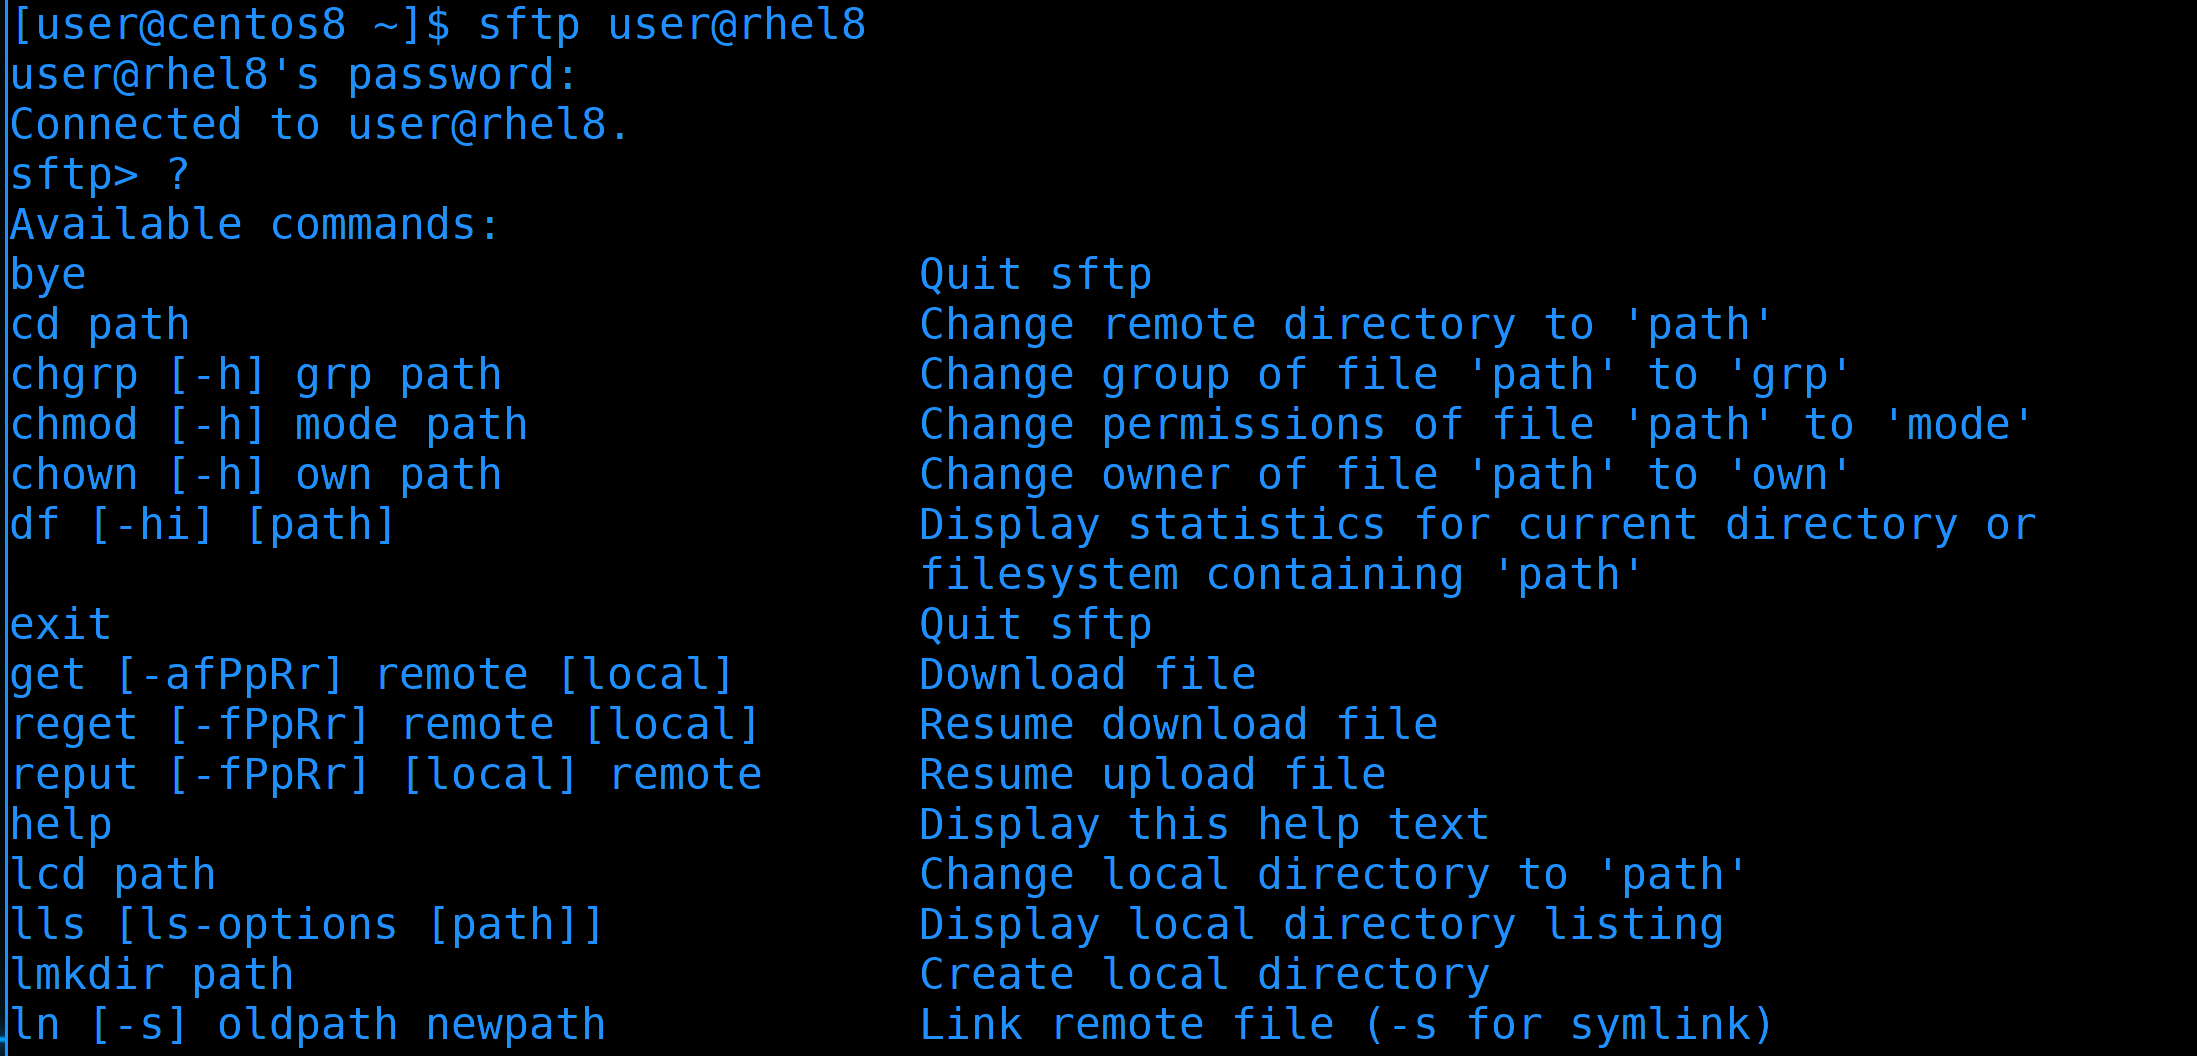 [user@centos8 ~]$ sftp user@rhel8
user@rhel8's password:
Connected to user@rhel8.
sftp> ?
Available commands:
bye                                Quit sftp
cd path                            Change remote directory to 'path'
chgrp [-h] grp path                Change group of file 'path' to 'grp'
chmod [-h] mode path               Change permissions of file 'path' to 'mode'
chown [-h] own path                Change owner of file 'path' to 'own'
df [-hi] [path]                    Display statistics for current directory or
                                   filesystem containing 'path'
exit                               Quit sftp
get [-afPpRr] remote [local]       Download file
reget [-fPpRr] remote [local]      Resume download file
reput [-fPpRr] [local] remote      Resume upload file
help                               Display this help text
lcd path                           Change local directory to 'path'
lls [ls-options [path]]            Display local directory listing
lmkdir path                        Create local directory
ln [-s] oldpath newpath            Link remote file (-s for symlink)